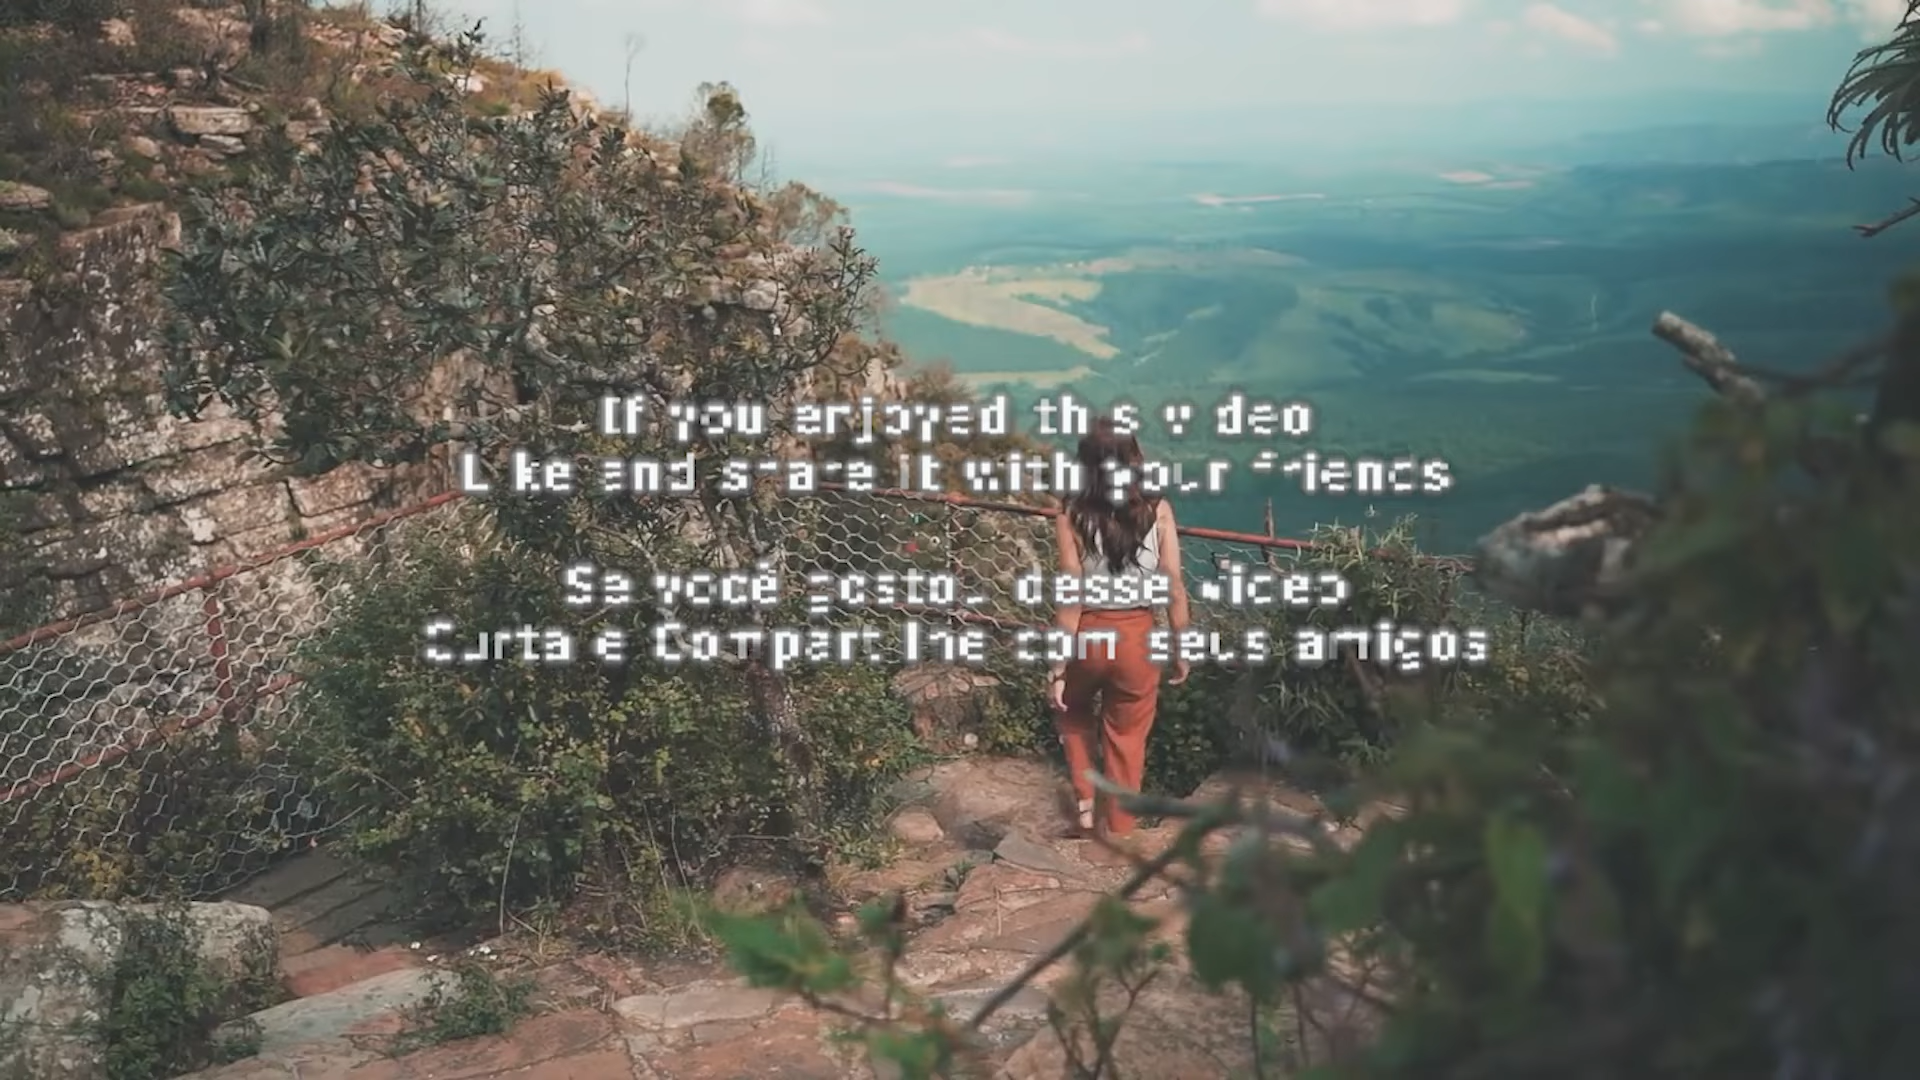 If you enjoyed this video
Like and share it with your friends
Se você gostou desse video
Curta e Compartilhe com seus amigos